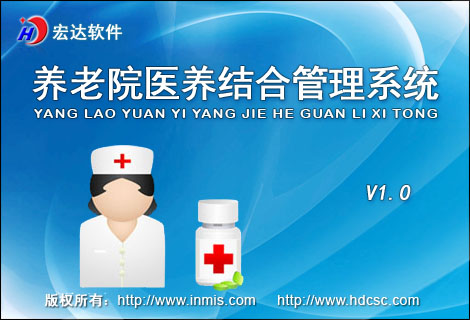 宏达软件
养老院医养结合管理系统
YANG LAO YUAN YI YANG JIE HE GUAN LI XI TONG
V1.0
版权所有：http://www.inmis.com http://www.hdcsc.com